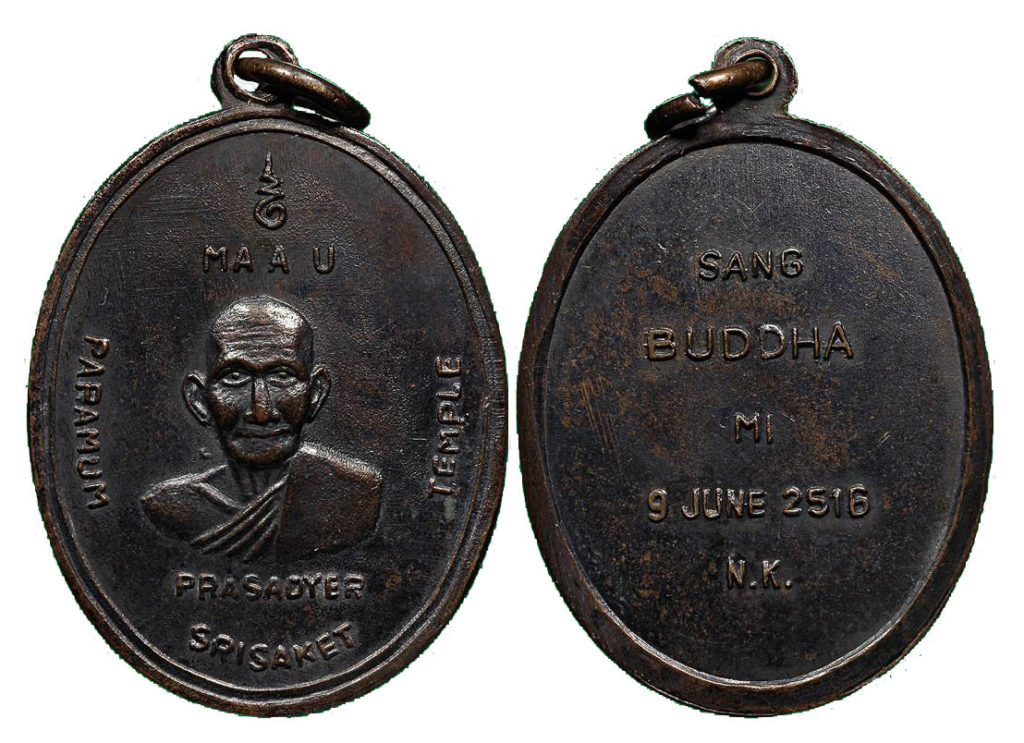 MA A U
PARAMUM
TEMPLE
PRASADYER
SRISAKET
SANG
BUDDHA
MI
9 JUNE 2516
N.K.